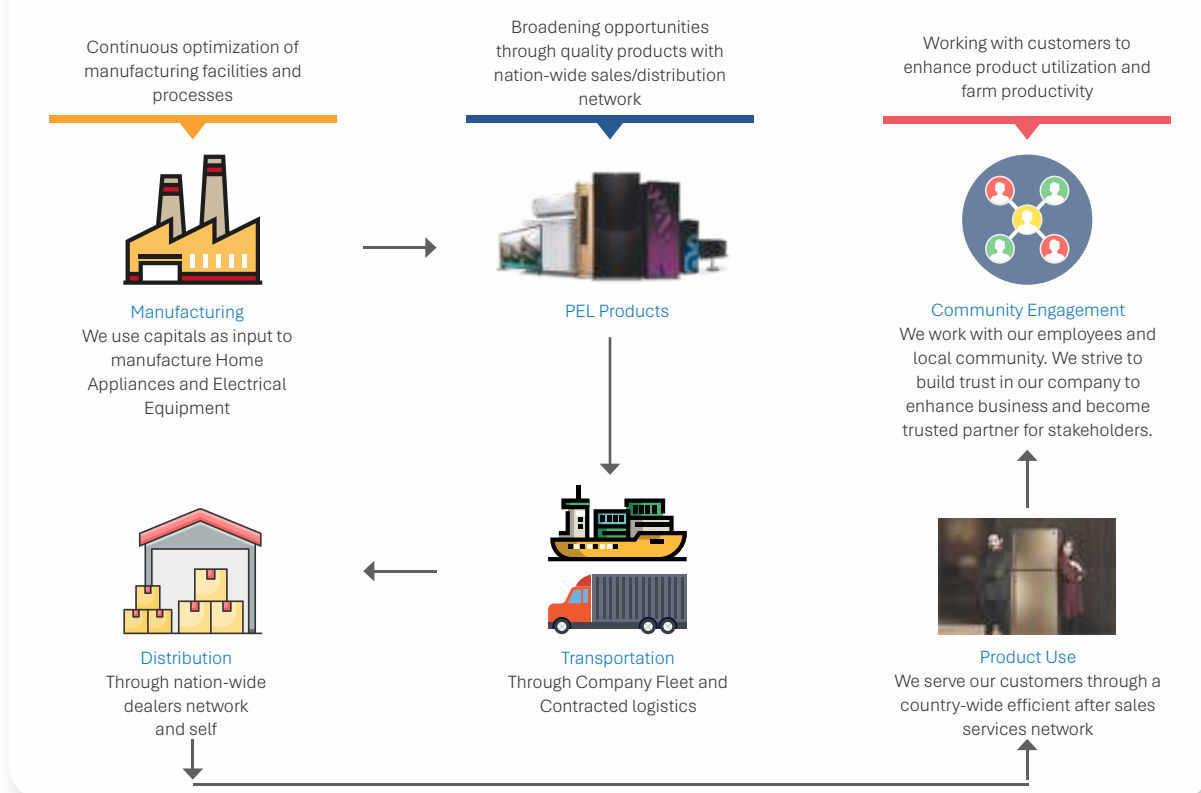 Continuous optimization of
manufacturing facilities and
processes
Broadening opportunities
through quality products with
nation-wide sales/distribution
network
Working with customers to
enhance product utilization and
farm productivity
Manufacturing
We use capitals as input to
manufacture Home
Appliances and Electrical
Equipment
PEL Products
Community Engagement
We work with our employees and
local community. We strive to
build trust in our company to
enhance business and become
trusted partner for stakeholders.
Distribution
Through nation-wide
dealers network
and self
Transportation
Through Company Fleet and
Contracted logistics
Product Use
We serve our customers through a
country-wide efficient after sales
services network